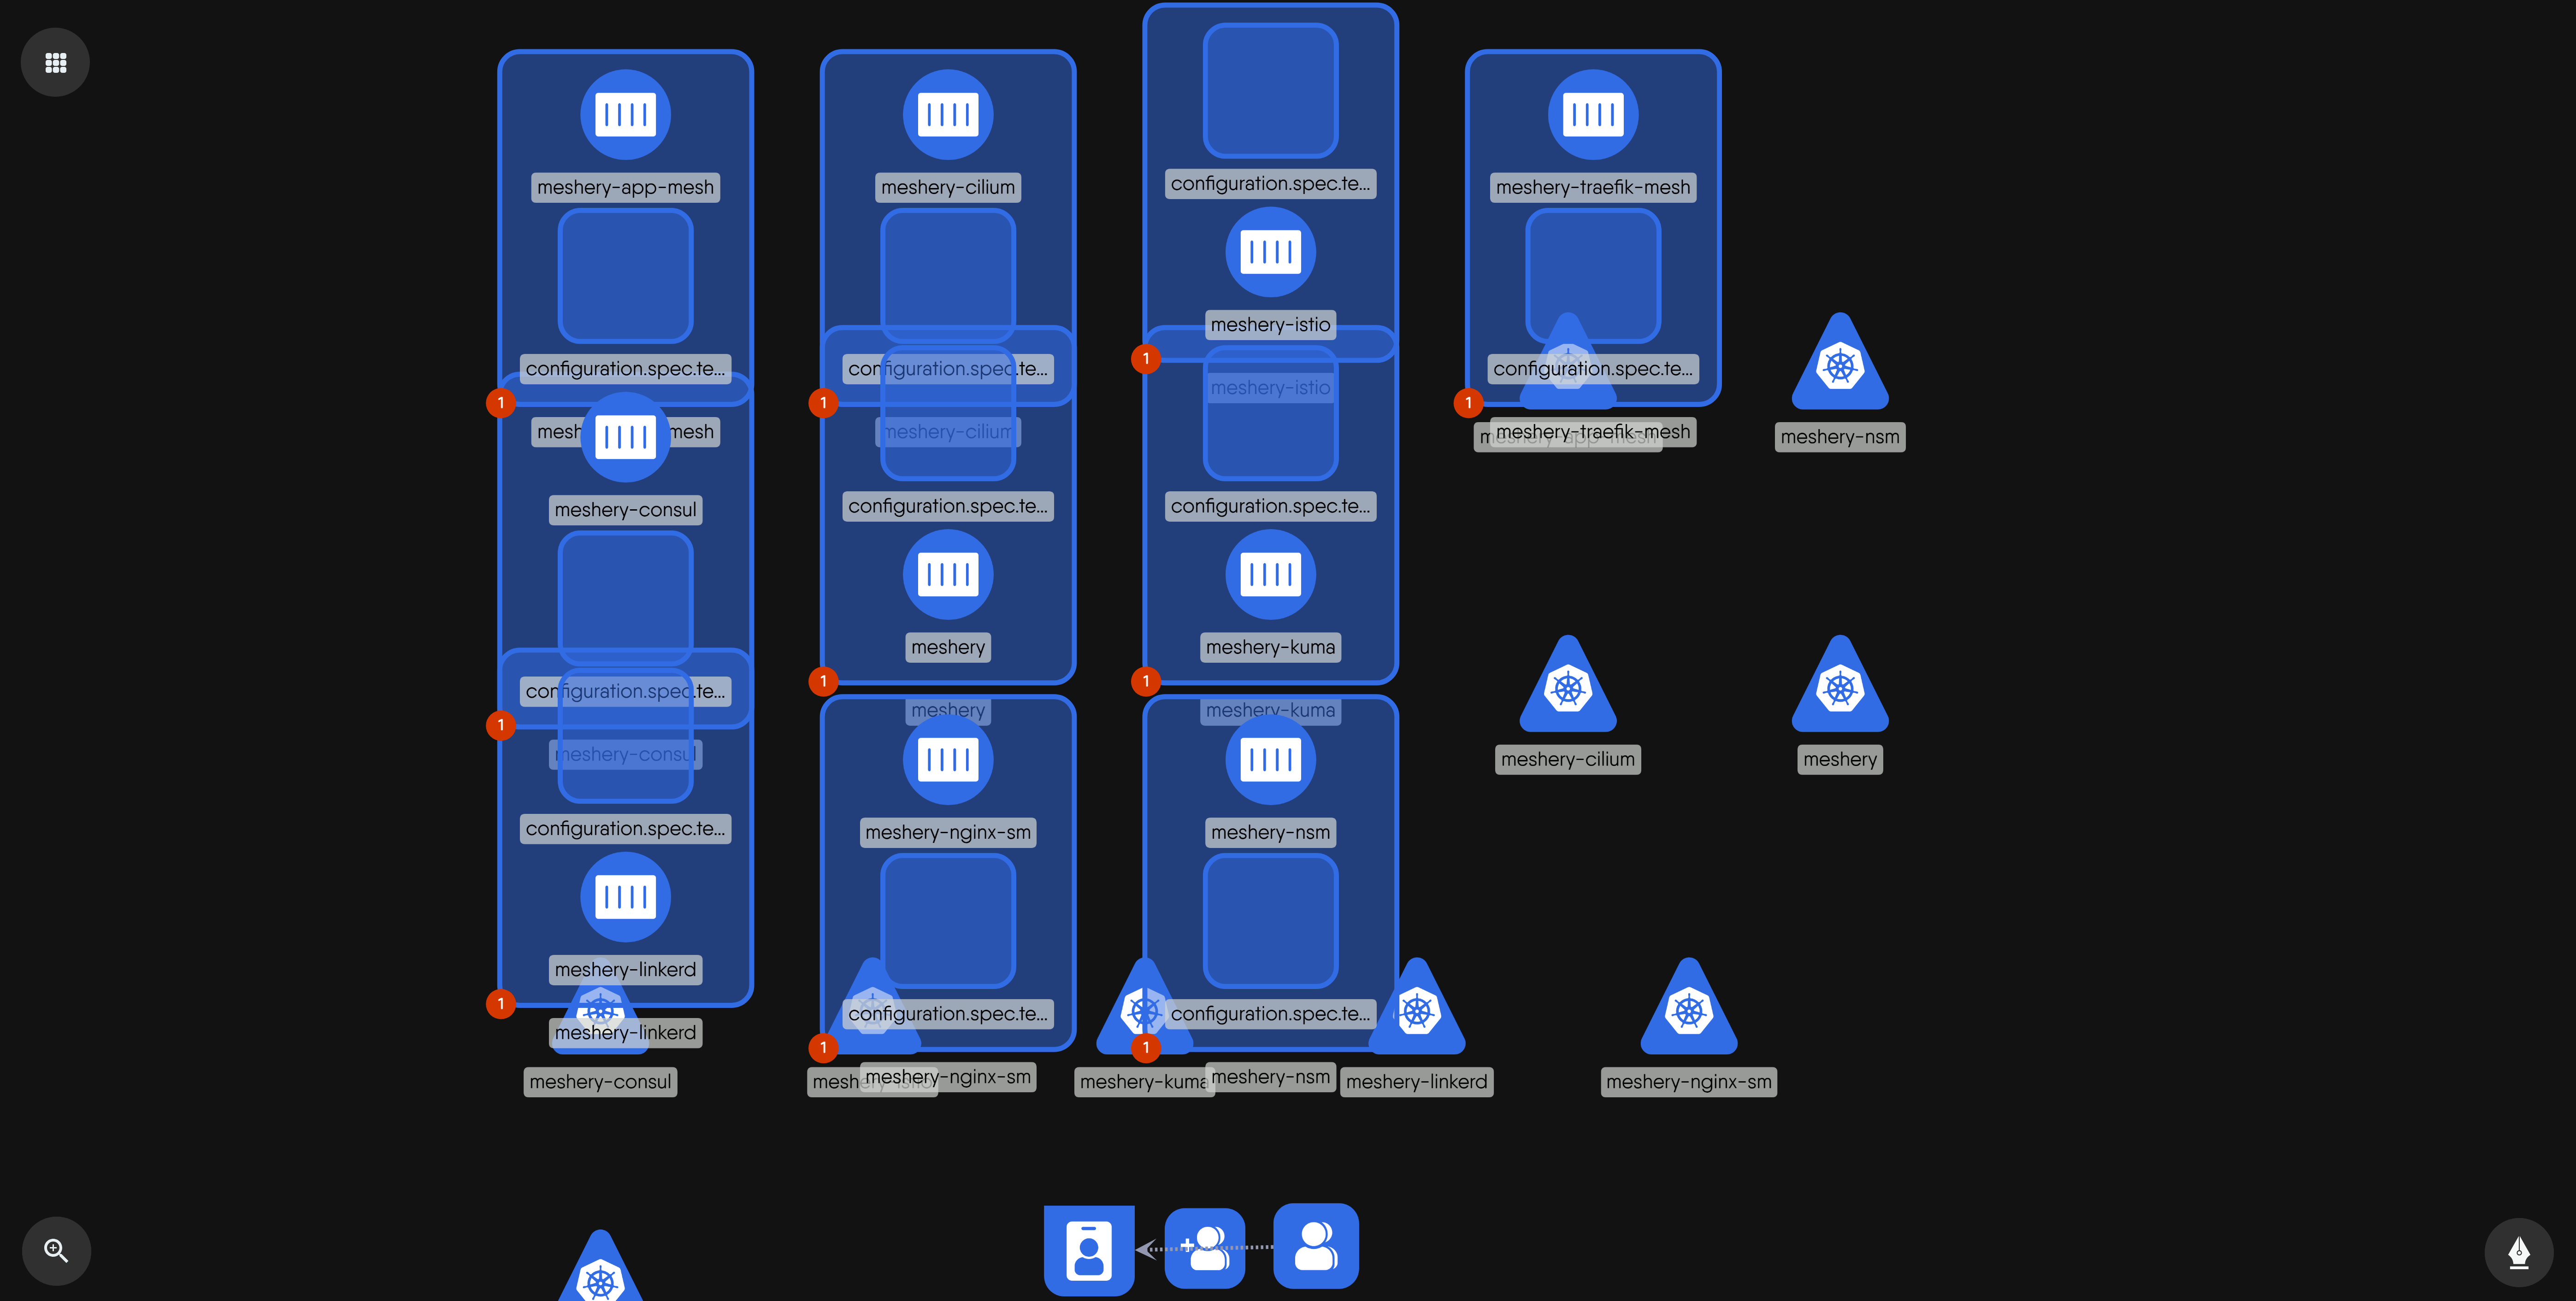 meshery-app-mesh
configuration.spec.te...
1
mesh
mesh
meshery-consul
configuration.spec.te...
1
meshery-consul
configuration.spec.te...
meshery-linkerd
1
meshery-linkerd
meshery-consul
meshery-cilium
configuration.spec.te...
1
meshery-cilium
configuration.spec.te...
meshery
1
meshery
meshery-nginx-sm
configuration.spec.te...
1
meshery-nginx-sm
configuration.spec.te...
meshery-istio
1
meshery-istio
configuration.spec.te...
meshery-kuma
1
meshery-kuma
meshery-nsm
configuration.spec.te...
1
meshery-kuma
meshery-nsm
meshery-linkerd
meshery-traefik-mesh
configuration.spec.te...
1
meshery-traefik-mesh
meshery-nsm
meshery-cilium
meshery
meshery-nginx-sm